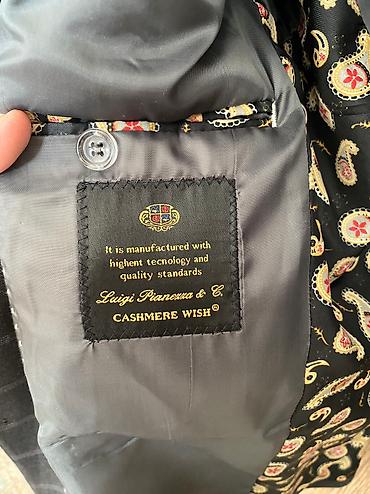 It is manufactured with
highent tecnology and
quality standards
Luigi Pianezza & C.
CASHMERE WISH©